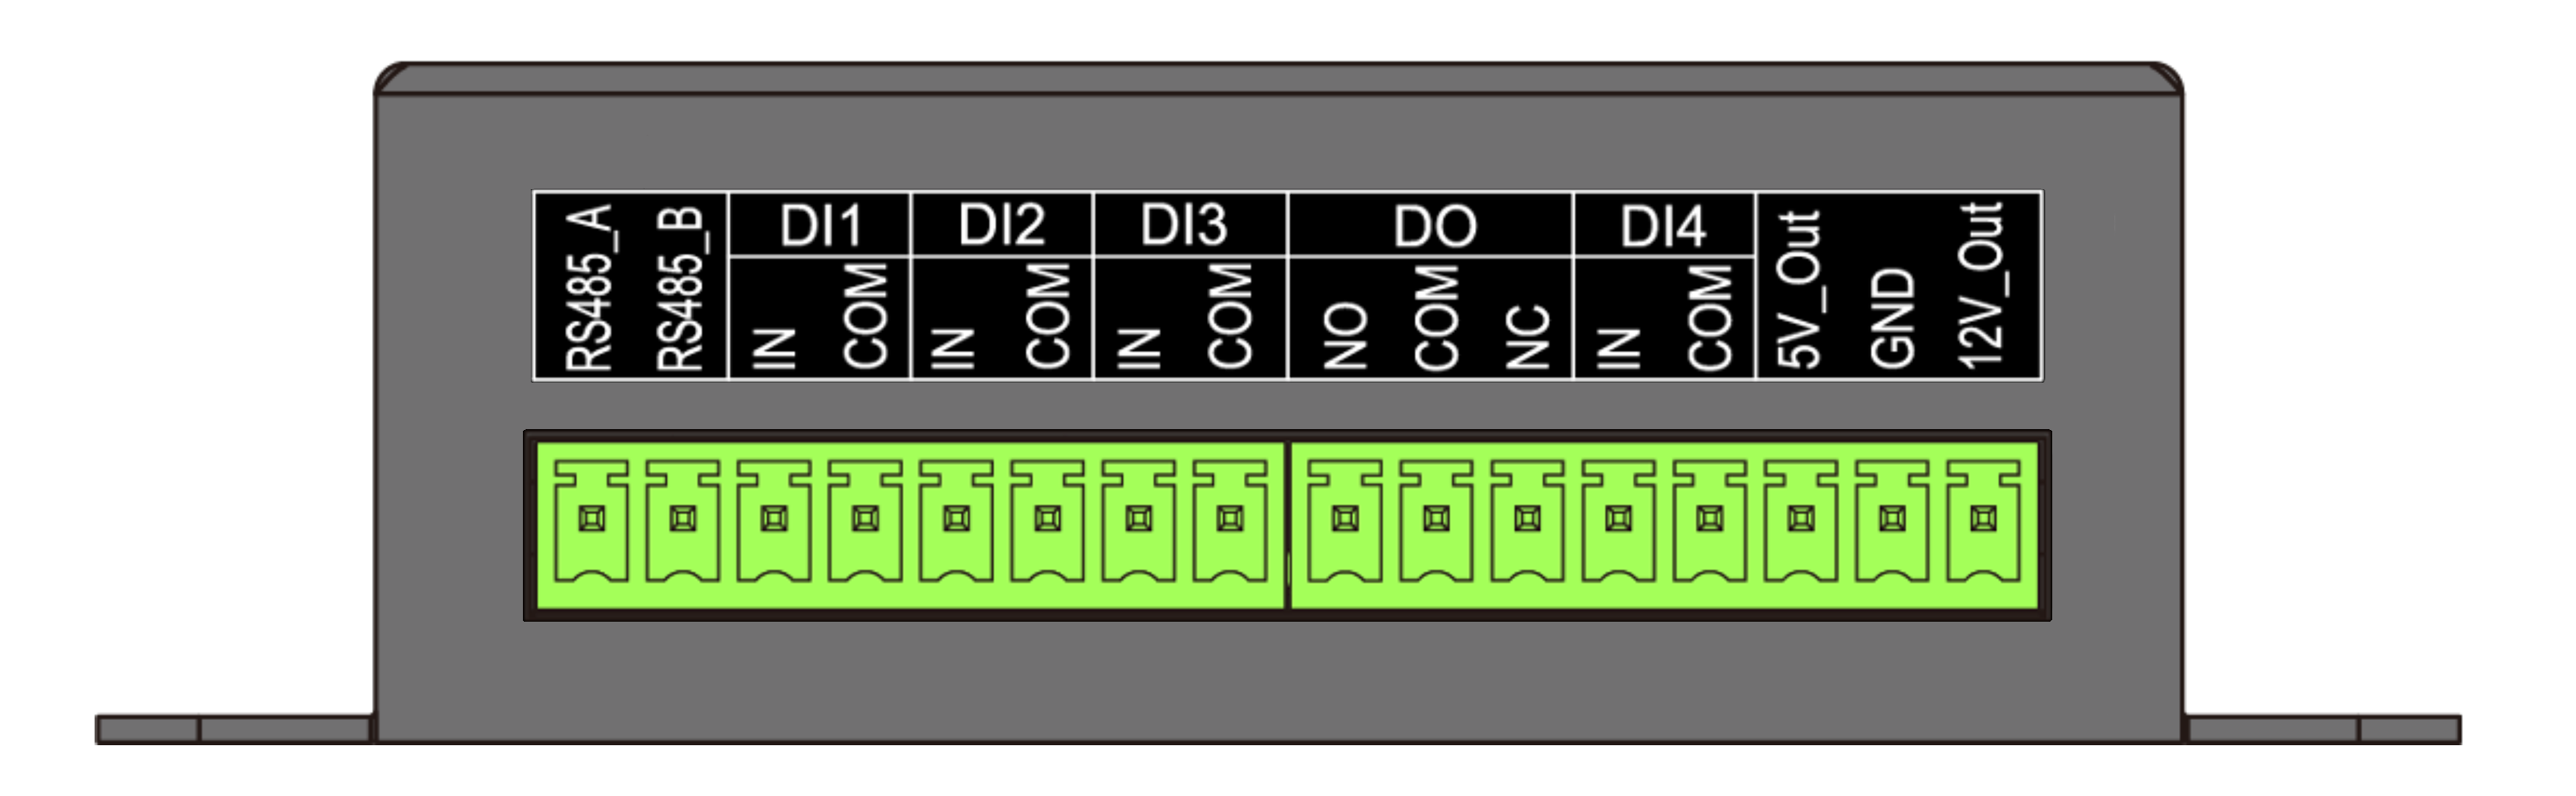 RS485_A
RS485_B
DI1
IN
COM
DI2
IN
COM
DI3
IN
COM
DO
NO
COM
NC
DI4
IN
COM
5V_Out
GND
12V_Out